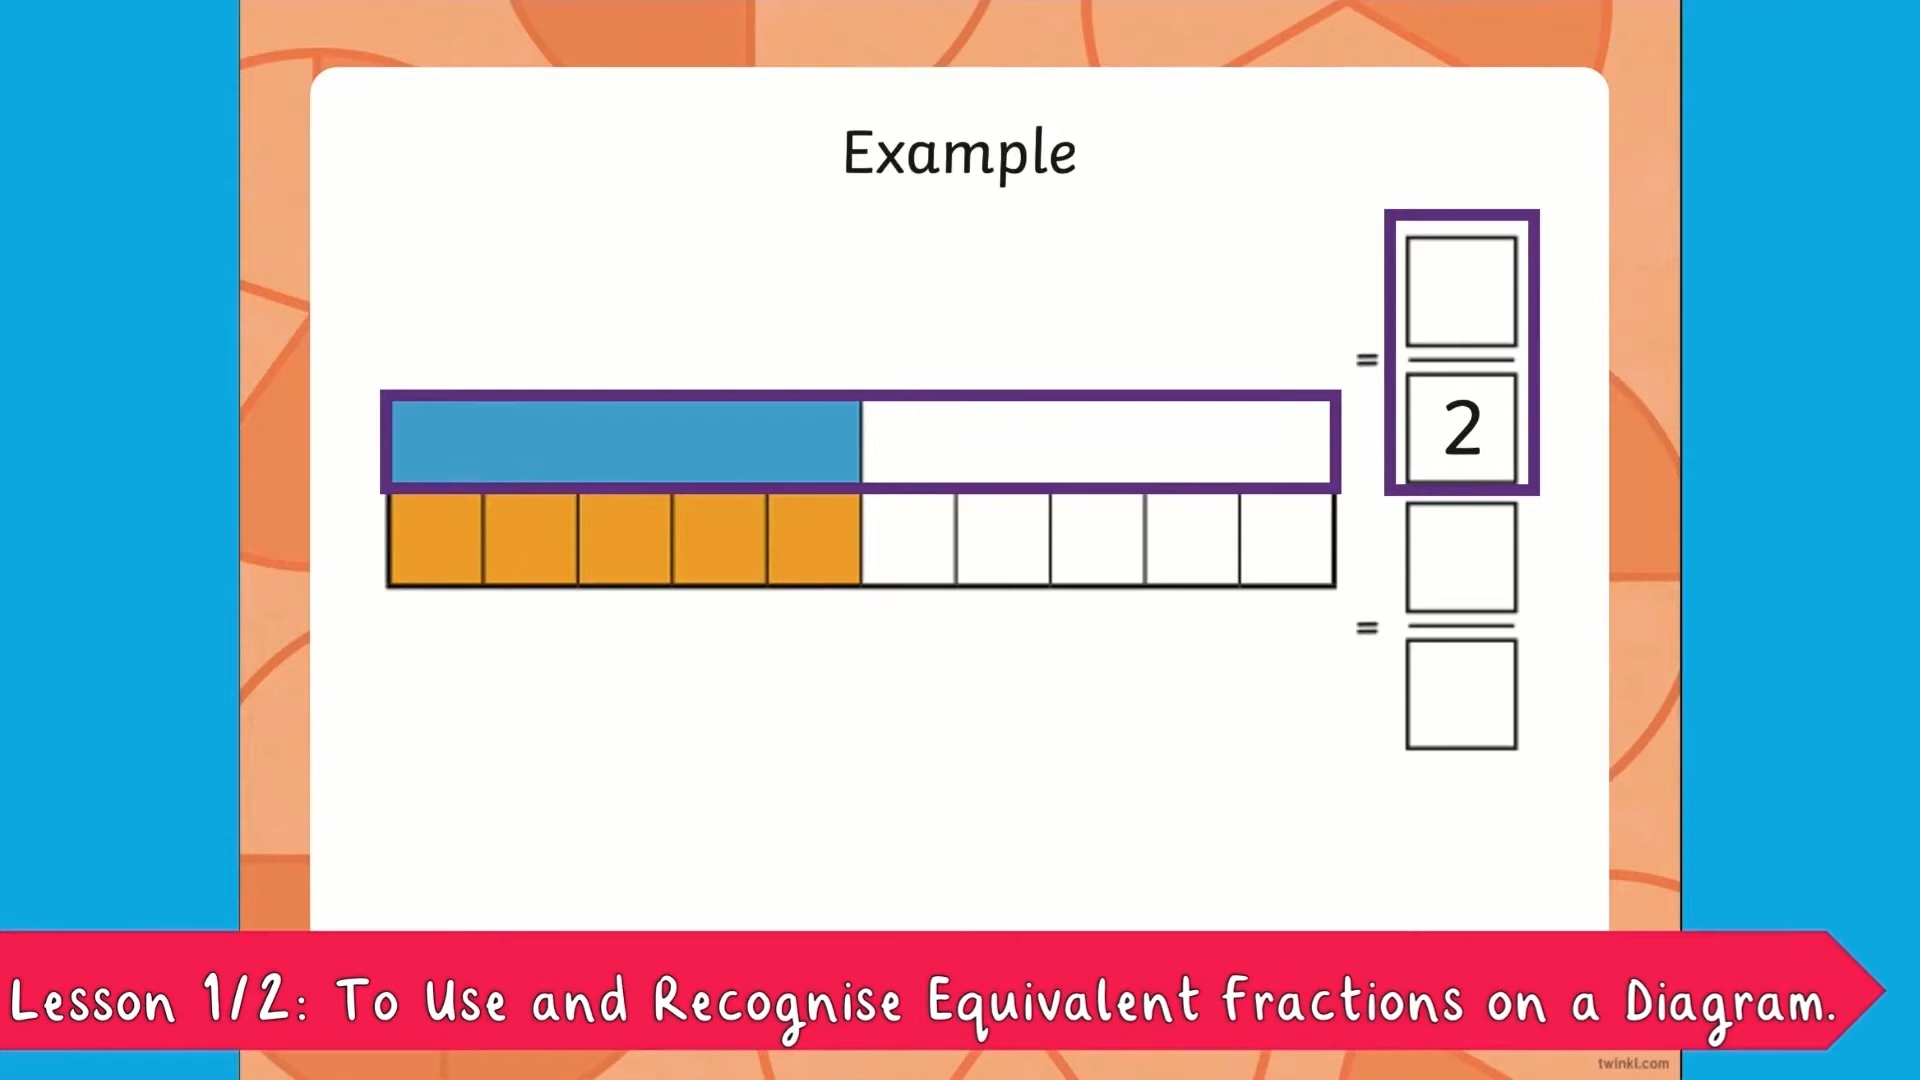 Example
=
2
=
Lesson 1/2: To Use and Recognise Equivalent Fractions on a Diagram.
twinkl.com